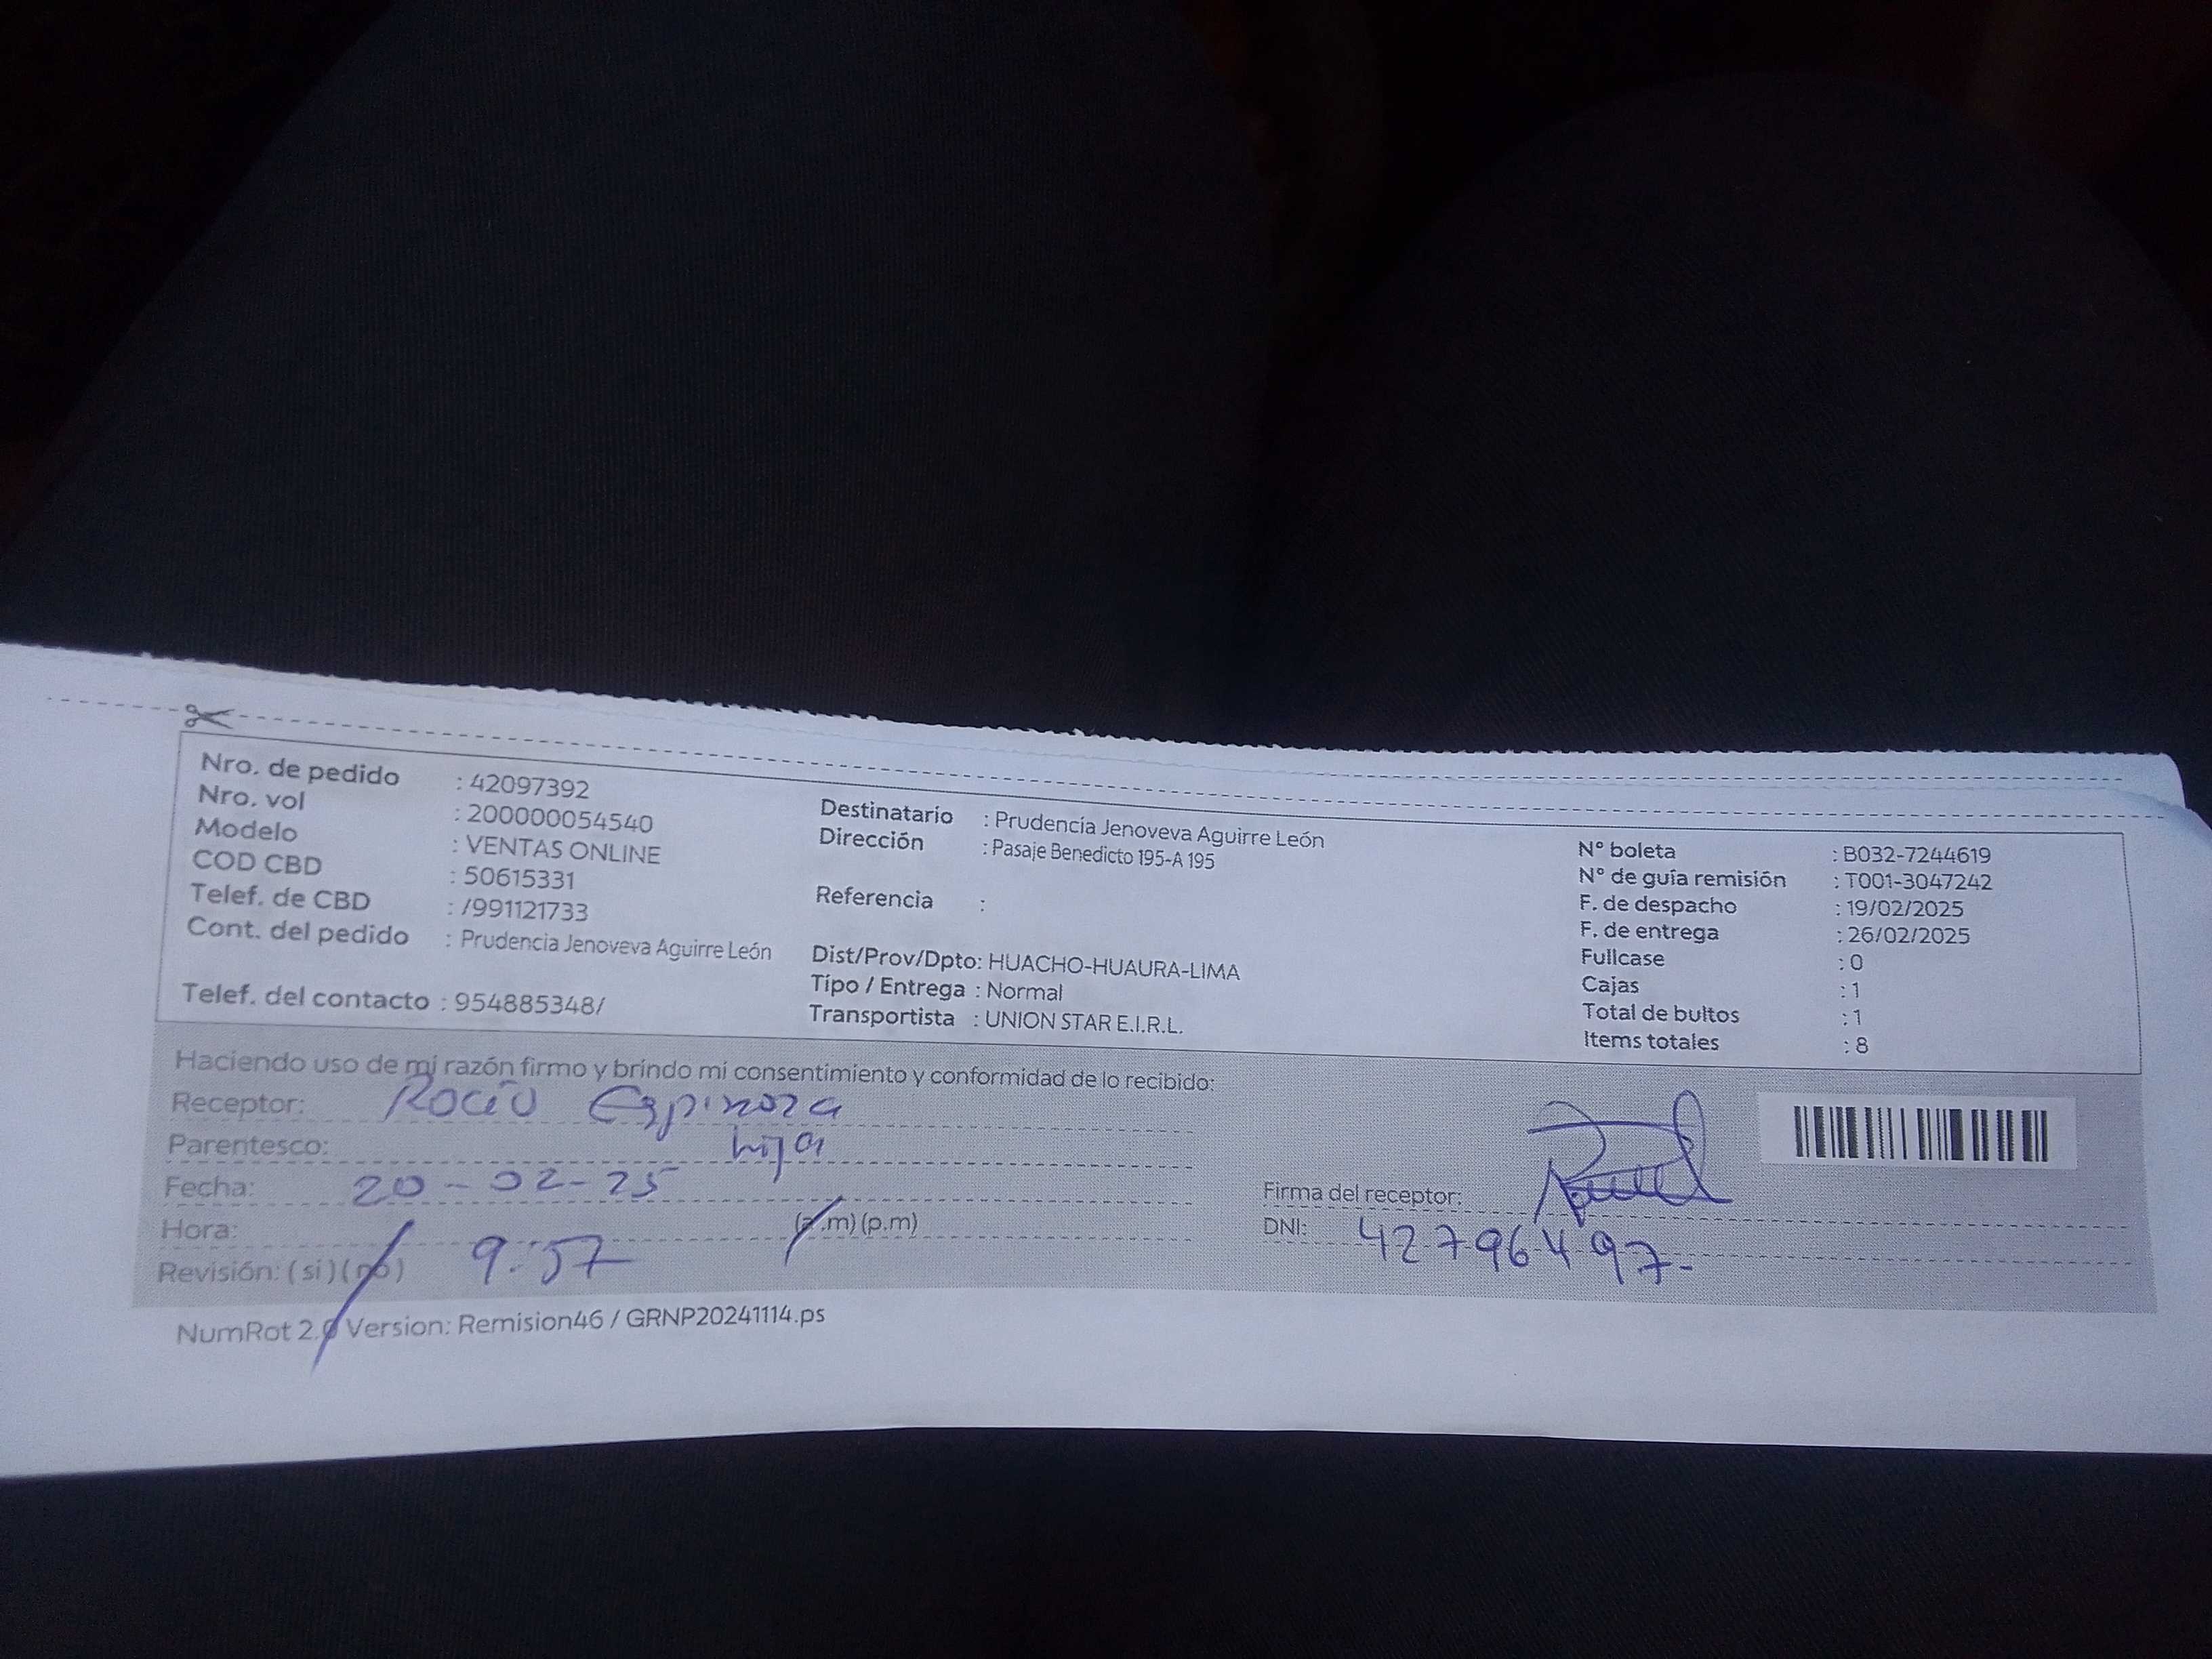 Nro. de pedido : 42097392
Nro. vol : 200000054540
Modelo : VENTAS ONLINE
COD CBD : 50615331
Telef. de CBD : /991121733
Cont. del pedido : Prudencia Jenoveva Aguirre León
Telef. del contacto : 954885348/
Destinatario : Prudencia Jenoveva Aguirre León
Dirección : Pasaje Benedicto 195-A 195
Referencia :
Dist/Prov/Dpto: HUACHO-HUAURA-LIMA
Tipo / Entrega : Normal
Transportista : UNION STAR E.I.R.L.
N° boleta : B032-7244619
N° de guía remisión : T001-3047242
F. de despacho : 19/02/2025
F. de entrega : 26/02/2025
Fullcase : 0
Cajas : 1
Total de bultos : 1
Items totales : 8
Haciendo uso de mi razón firmo y brindo mi consentimiento y conformidad de lo recibido:
Receptor: Rocío Espinoza
Parentesco: hija
Fecha: 20-02-25
Hora: 9:57 (a.m) (p.m)
Revisión: ( si ) ( no )
Firma del receptor:
DNI: 42796497-
NumRot 2.0 Version: Remision46 / GRNP20241114.ps